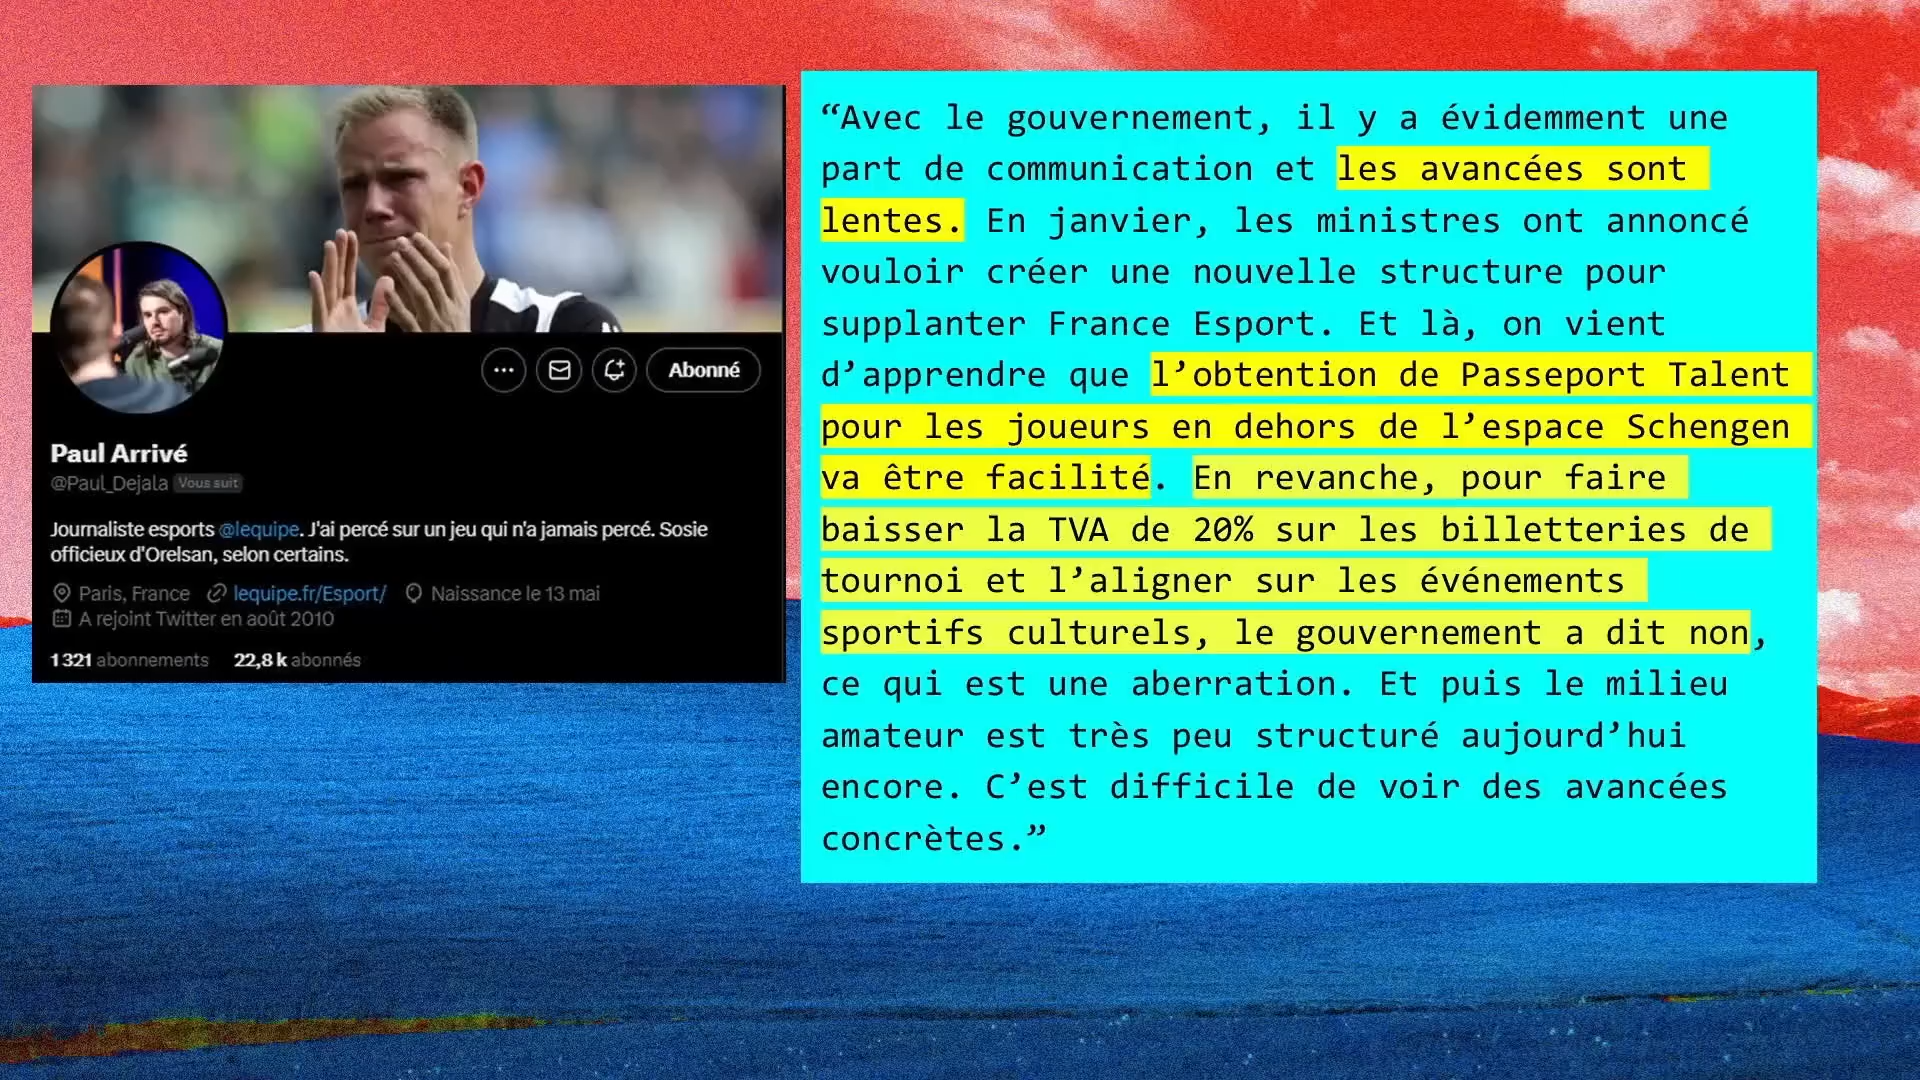 Abonné
Paul Arrivé
@Paul_Dejala Vous suit
Journaliste esports @lequipe. J'ai percé sur un jeu qui n'a jamais percé. Sosie
officieux d'Orelsan, selon certains.
Paris, France lequipe.fr/Esport/ Naissance le 13 mai
A rejoint Twitter en août 2010
1 321 abonnements 22,8 k abonnés
“Avec le gouvernement, il y a évidemment une
part de communication et les avancées sont
lentes. En janvier, les ministres ont annoncé
vouloir créer une nouvelle structure pour
supplanter France Esport. Et là, on vient
d’apprendre que l’obtention de Passeport Talent
pour les joueurs en dehors de l’espace Schengen
va être facilité. En revanche, pour faire
baisser la TVA de 20% sur les billetteries de
tournoi et l’aligner sur les événements
sportifs culturels, le gouvernement a dit non,
ce qui est une aberration. Et puis le milieu
amateur est très peu structuré aujourd’hui
encore. C’est difficile de voir des avancées
concrètes.”